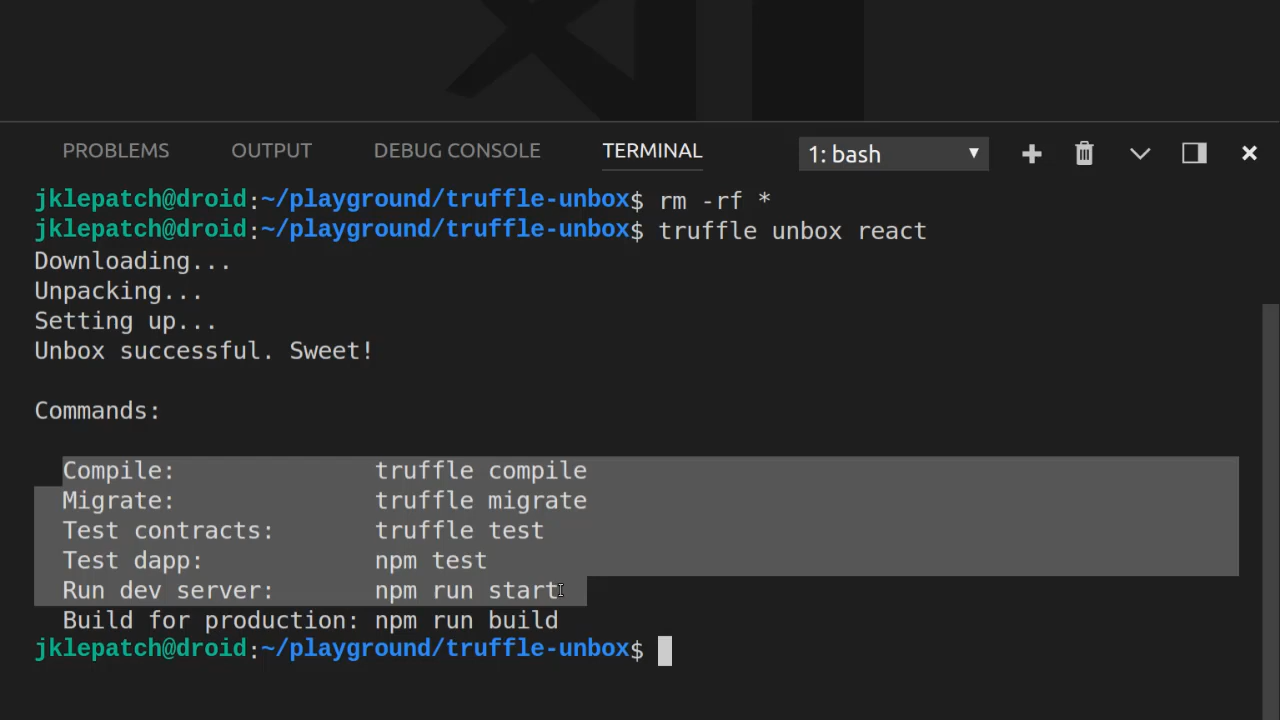 PROBLEMS OUTPUT DEBUG CONSOLE TERMINAL 1: bash
jklepatch@droid:~/playground/truffle-unbox$ rm -rf *
jklepatch@droid:~/playground/truffle-unbox$ truffle unbox react
Downloading...
Unpacking...
Setting up...
Unbox successful. Sweet!
Commands:
Compile: truffle compile
Migrate: truffle migrate
Test contracts: truffle test
Test dapp: npm test
Run dev server: npm run start
Build for production: npm run build
jklepatch@droid:~/playground/truffle-unbox$